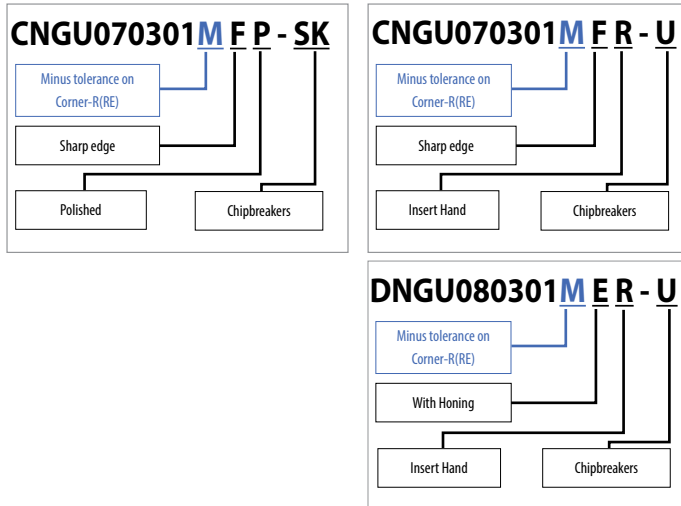 CNGU070301M F P - SK
Minus tolerance on
Corner-R(RE)
Sharp edge
Polished
Chipbreakers
CNGU070301M F R - U
Minus tolerance on
Corner-R(RE)
Sharp edge
Insert Hand
Chipbreakers
DNGU080301M E R - U
Minus tolerance on
Corner-R(RE)
With Honing
Insert Hand
Chipbreakers